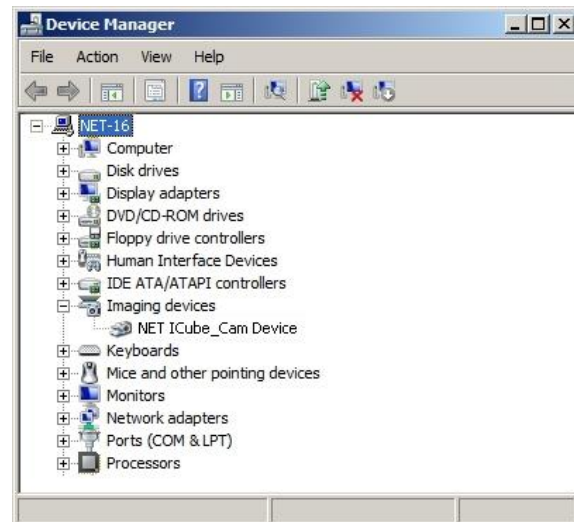 Device Manager
File Action View Help
NET-16
Computer
Disk drives
Display adapters
DVD/CD-ROM drives
Floppy drive controllers
Human Interface Devices
IDE ATA/ATAPI controllers
Imaging devices
NET ICube_Cam Device
Keyboards
Mice and other pointing devices
Monitors
Network adapters
Ports (COM & LPT)
Processors